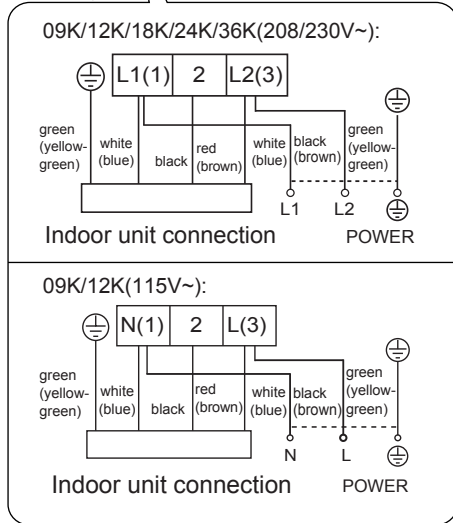 09K/12K/18K/24K/36K(208/230V~):
L1(1) 2 L2(3)
green
(yellow-
green)
white
(blue)
black
red
(brown)
white
(blue)
black
(brown)
green
(yellow-
green)
L1 L2
Indoor unit connection POWER
09K/12K(115V~):
N(1) 2 L(3)
green
(yellow-
green)
white
(blue)
black
red
(brown)
white
(blue)
black
(brown)
green
(yellow-
green)
N L
Indoor unit connection POWER